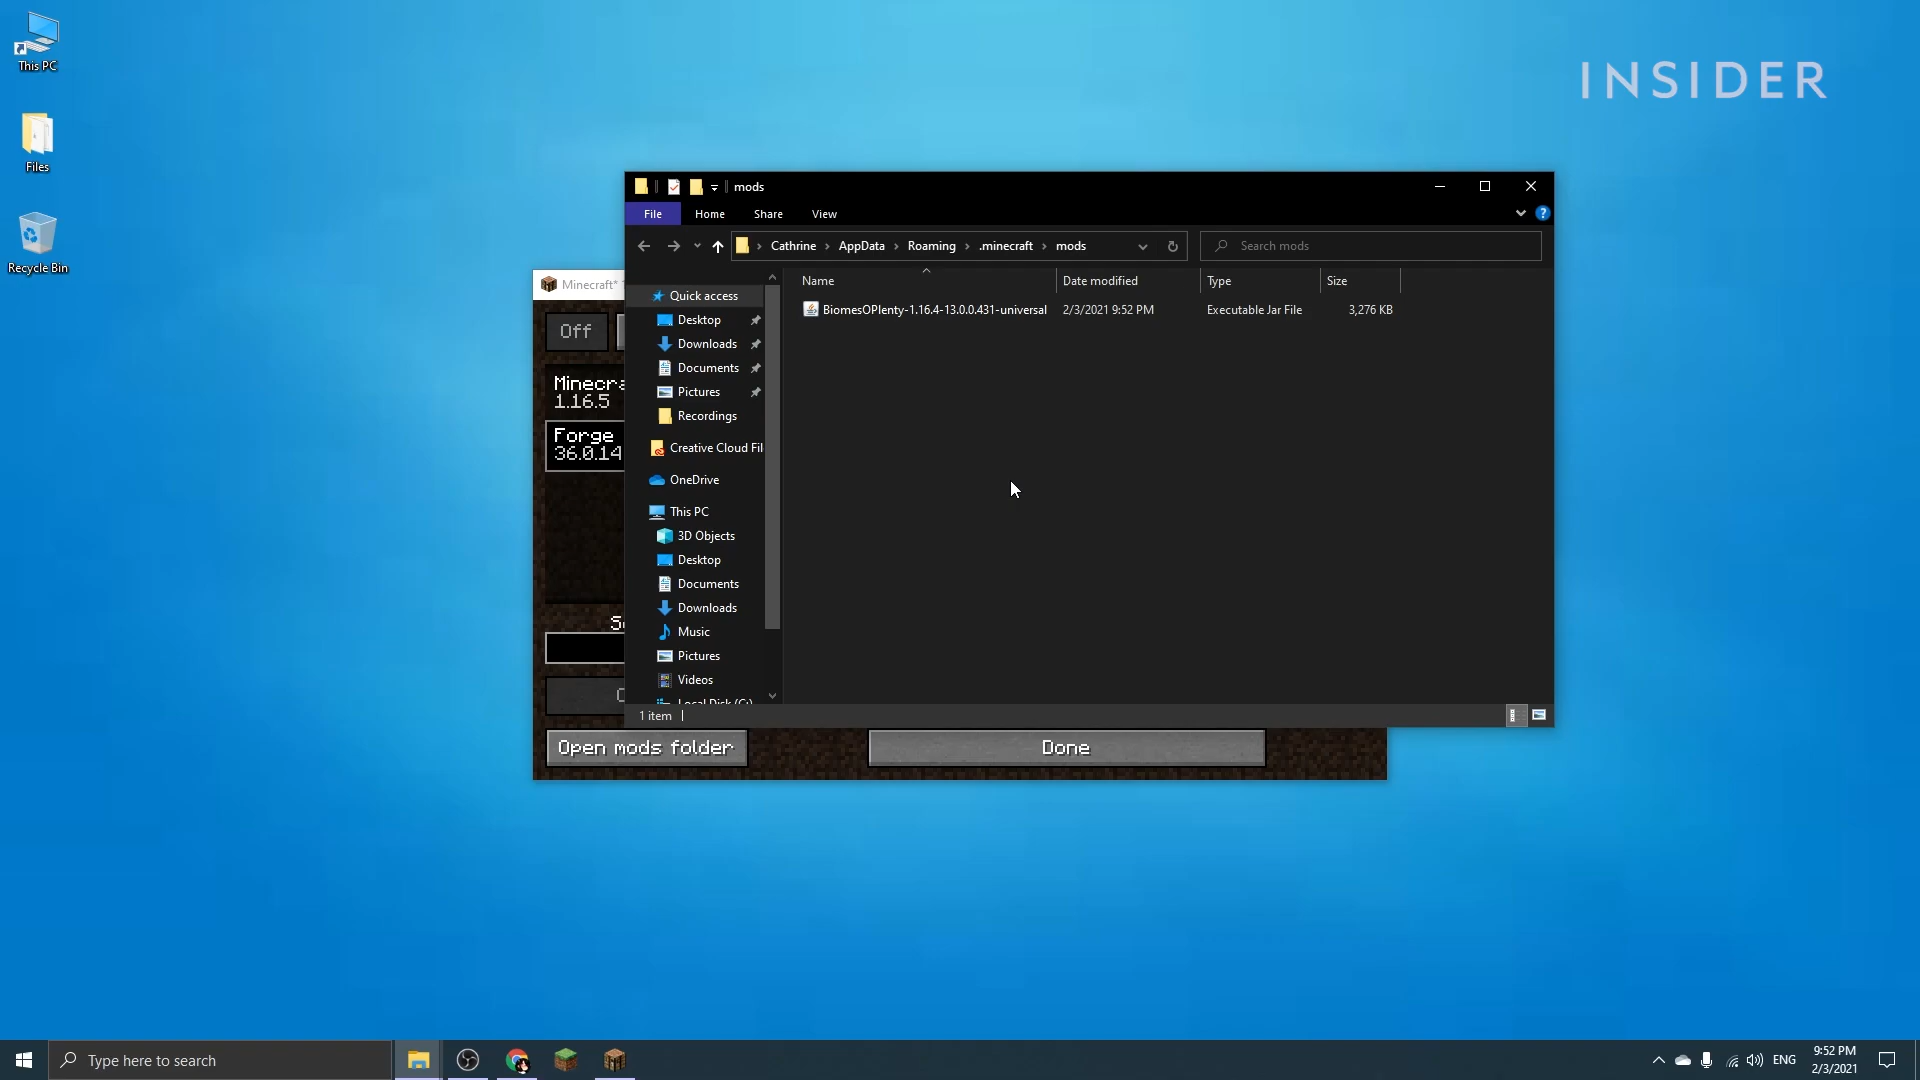 This PC
INSIDER
Files
Recycle Bin
mods
File Home Share View
Cathrine AppData Roaming .minecraft mods
Search mods
Name Date modified Type Size
BiomesOPlenty-1.16.4-13.0.0.431-universal 2/3/2021 9:52 PM Executable Jar File 3,276 KB
Quick access
Desktop
Downloads
Documents
Pictures
Recordings
Creative Cloud Fil
OneDrive
This PC
3D Objects
Desktop
Documents
Downloads
Music
Pictures
Videos
Local Disk (C:)
1 item
Minecraft*
Off
Minecra
1.16.5
Forge
36.0.14
Open mods folder
Done
Type here to search
ENG
9:52 PM
2/3/2021